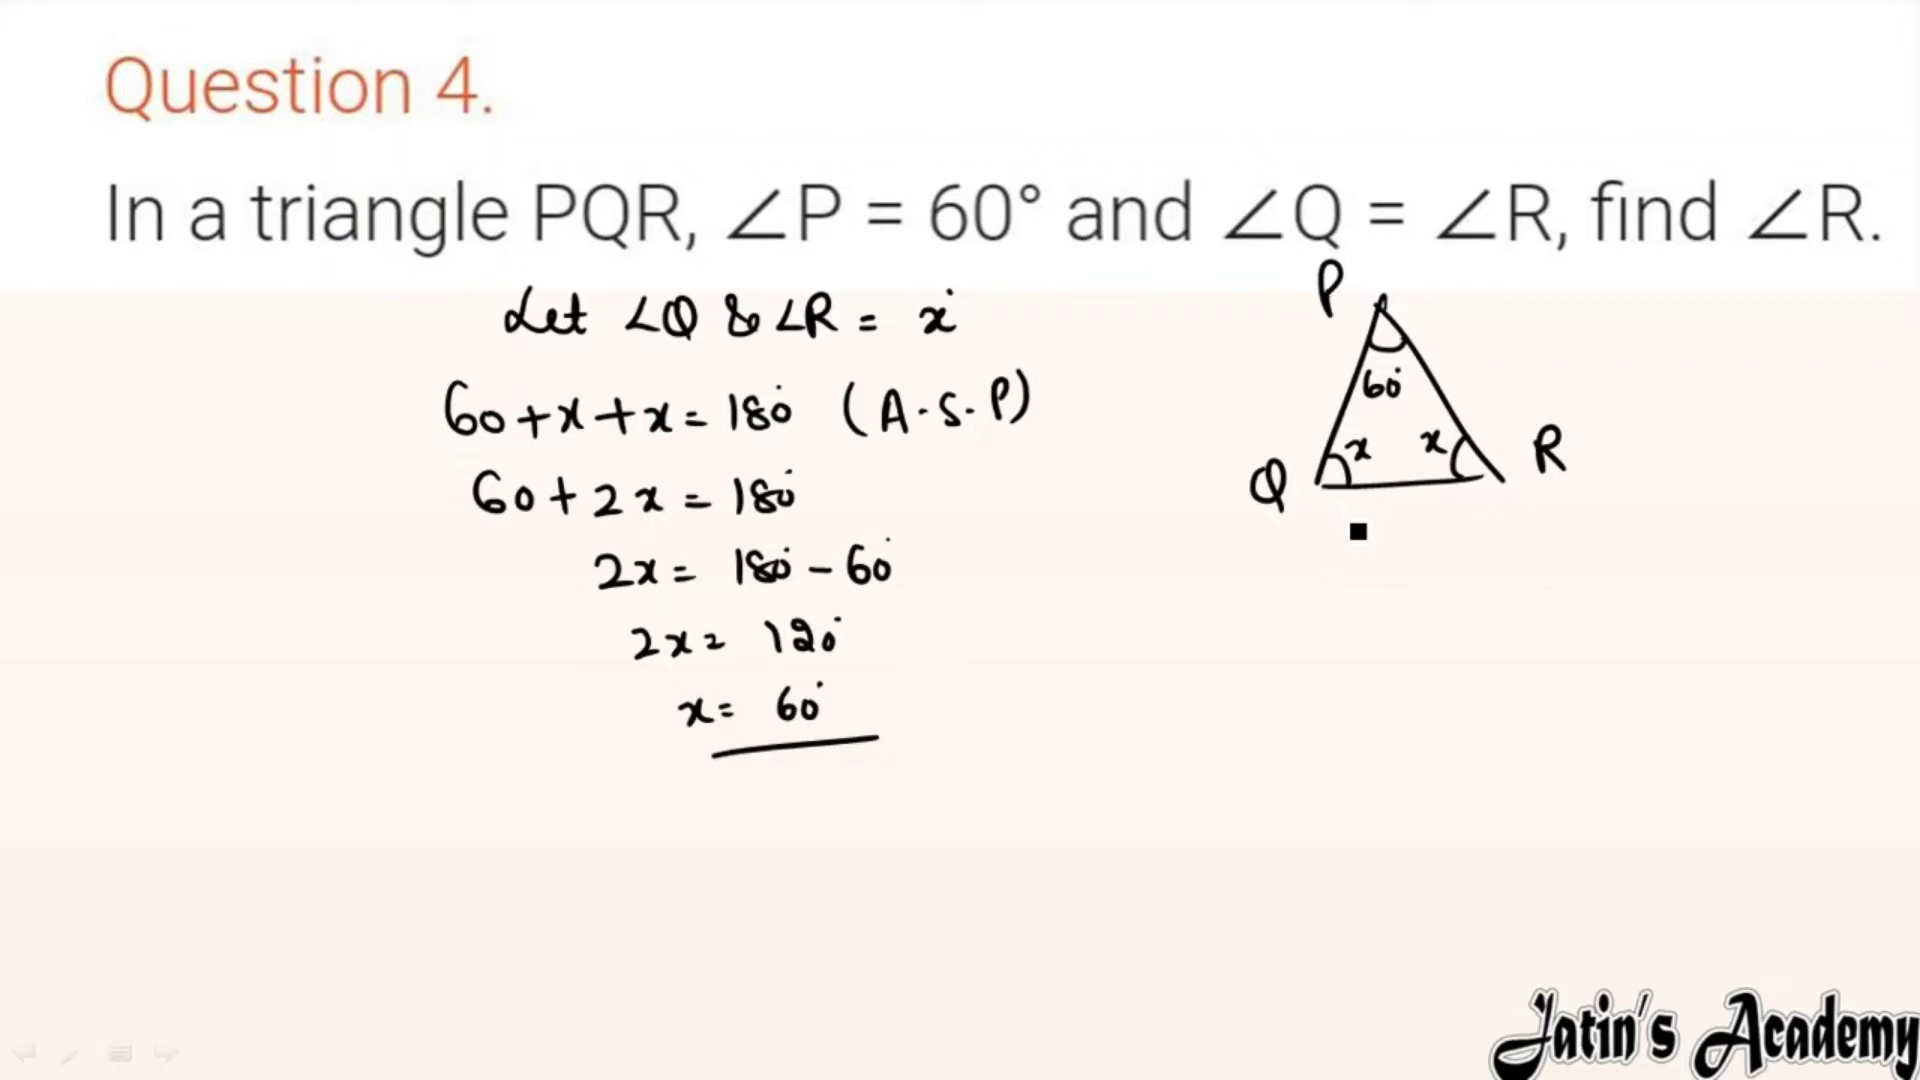 Question 4.
In a triangle PQR, ∠P = 60° and ∠Q = ∠R, find ∠R.
Let ∠Q & ∠R = x°
60 + x + x = 180° (A.S.P)
60 + 2x = 180°
2x = 180° - 60°
2x = 120°
x = 60°
P
60°
x x
Q R
Jatin's Academy